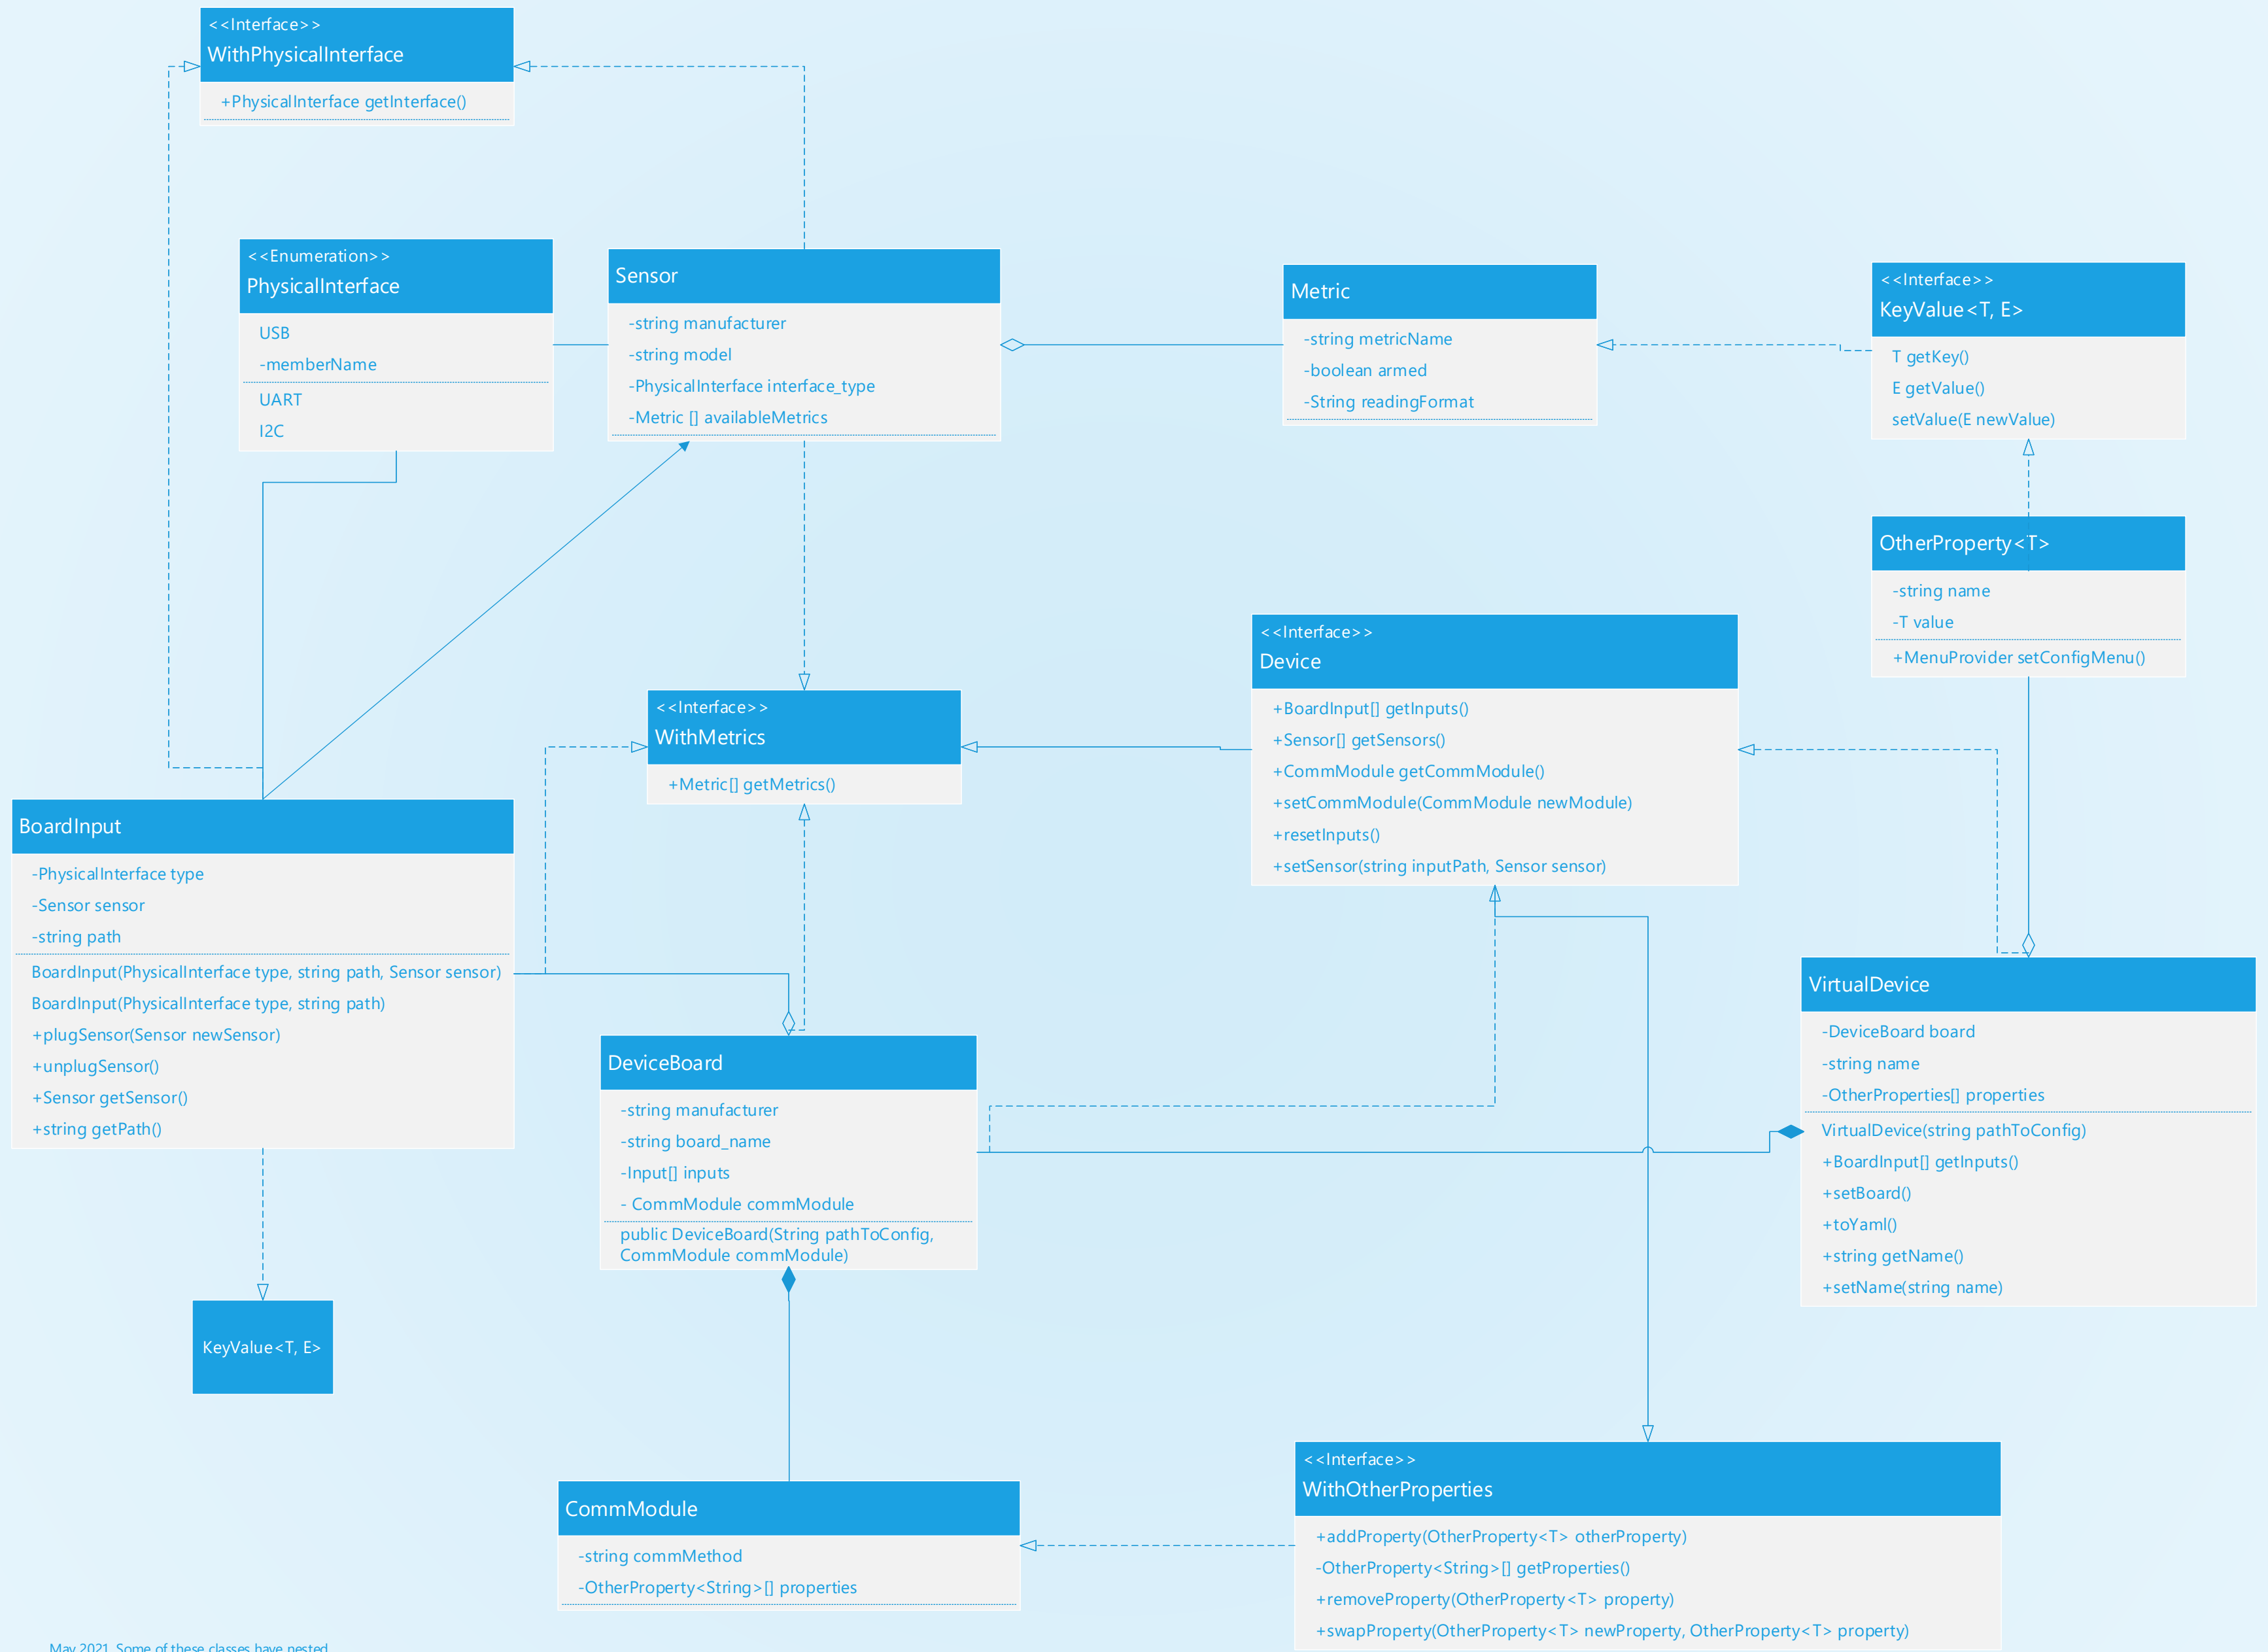 <<Interface>>
WithPhysicalInterface
+PhysicalInterface getInterface()
<<Enumeration>>
PhysicalInterface
USB
-memberName
UART
I2C
Sensor
-string manufacturer
-string model
-PhysicalInterface interface_type
-Metric [] availableMetrics
Metric
-string metricName
-boolean armed
-String readingFormat
<<Interface>>
KeyValue<T, E>
T getKey()
E getValue()
setValue(E newValue)
OtherProperty<T>
-string name
-T value
+MenuProvider setConfigMenu()
<<Interface>>
Device
+BoardInput[] getInputs()
+Sensor[] getSensors()
+CommModule getCommModule()
+setCommModule(CommModule newModule)
+resetInputs()
+setSensor(string inputPath, Sensor sensor)
<<Interface>>
WithMetrics
+Metric[] getMetrics()
BoardInput
-PhysicalInterface type
-Sensor sensor
-string path
BoardInput(PhysicalInterface type, string path, Sensor sensor)
BoardInput(PhysicalInterface type, string path)
+plugSensor(Sensor newSensor)
+unplugSensor()
+Sensor getSensor()
+string getPath()
DeviceBoard
-string manufacturer
-string board_name
-Input[] inputs
- CommModule commModule
public DeviceBoard(String pathToConfig,
CommModule commModule)
VirtualDevice
-DeviceBoard board
-string name
-OtherProperties[] properties
VirtualDevice(string pathToConfig)
+BoardInput[] getInputs()
+setBoard()
+toYaml()
+string getName()
+setName(string name)
KeyValue<T, E>
CommModule
-string commMethod
-OtherProperty<String>[] properties
<<Interface>>
WithOtherProperties
+addProperty(OtherProperty<T> otherProperty)
-OtherProperty<String>[] getProperties()
+removeProperty(OtherProperty<T> property)
+swapProperty(OtherProperty<T> newProperty, OtherProperty<T> property)
May 2021. Some of these classes have nested